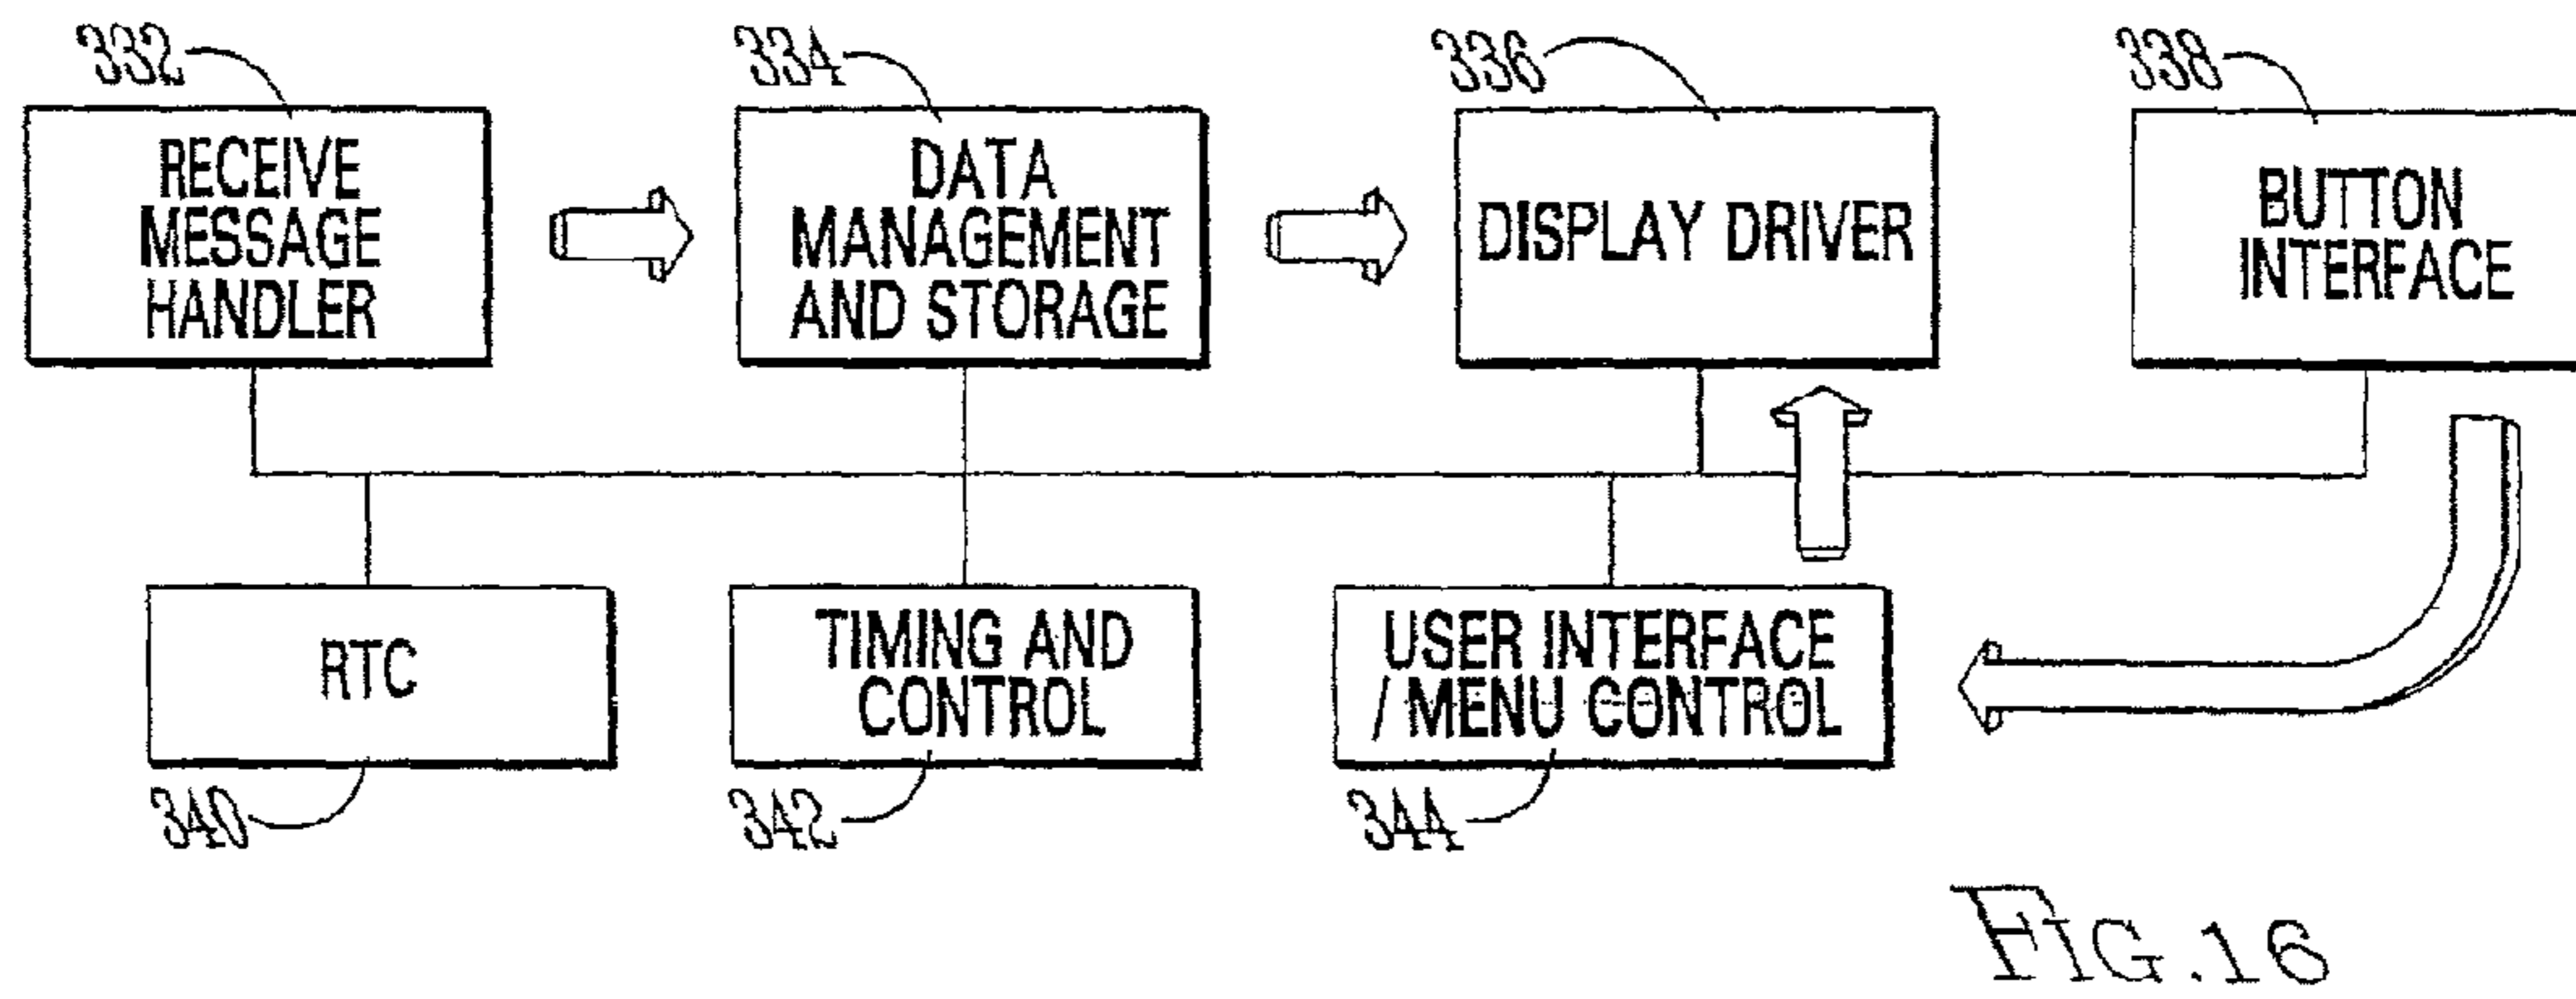 332
334
336
338
RECEIVE
MESSAGE
HANDLER
DATA
MANAGEMENT
AND STORAGE
DISPLAY DRIVER
BUTTON
INTERFACE
RTC
TIMING AND
CONTROL
USER INTERFACE
/ MENU CONTROL
340
342
344
FIG.16